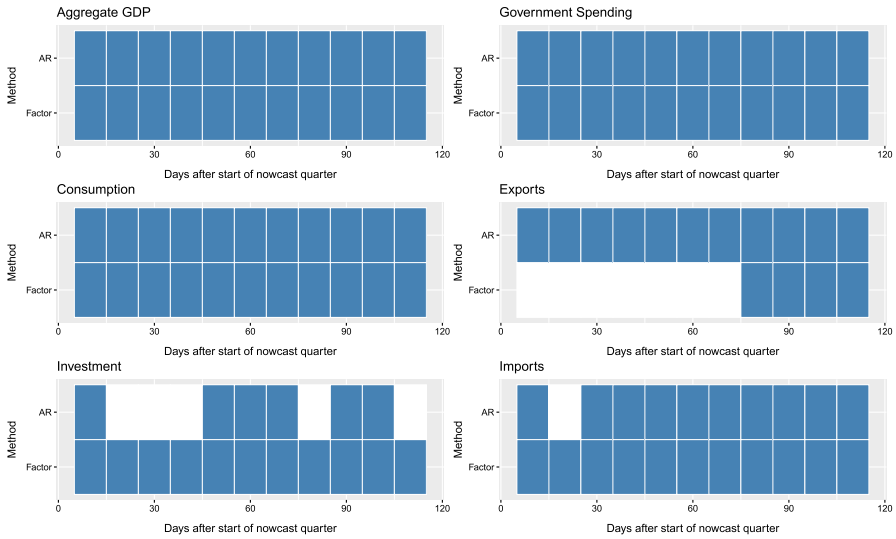 Aggregate GDP
Method
AR
Factor
0 30 60 90 120
Days after start of nowcast quarter
Government Spending
Method
AR
Factor
0 30 60 90 120
Days after start of nowcast quarter
Consumption
Method
AR
Factor
0 30 60 90 120
Days after start of nowcast quarter
Exports
Method
AR
Factor
0 30 60 90 120
Days after start of nowcast quarter
Investment
Method
AR
Factor
0 30 60 90 120
Days after start of nowcast quarter
Imports
Method
AR
Factor
0 30 60 90 120
Days after start of nowcast quarter